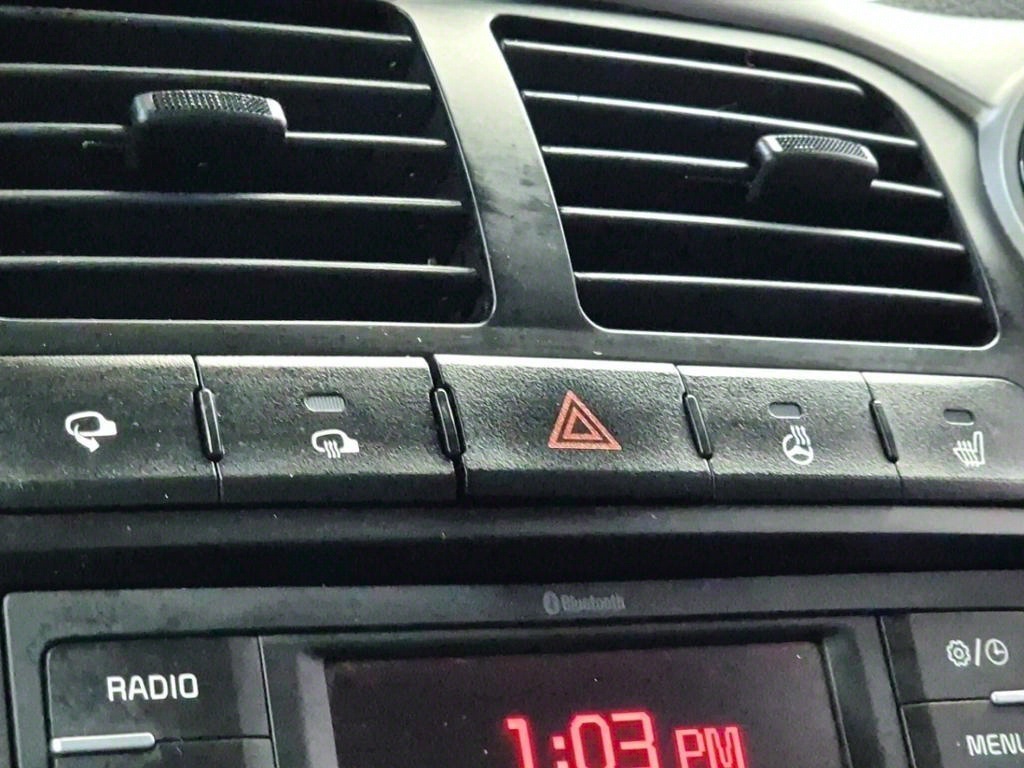 Bluetooth
RADIO
1:03 PM
MENU